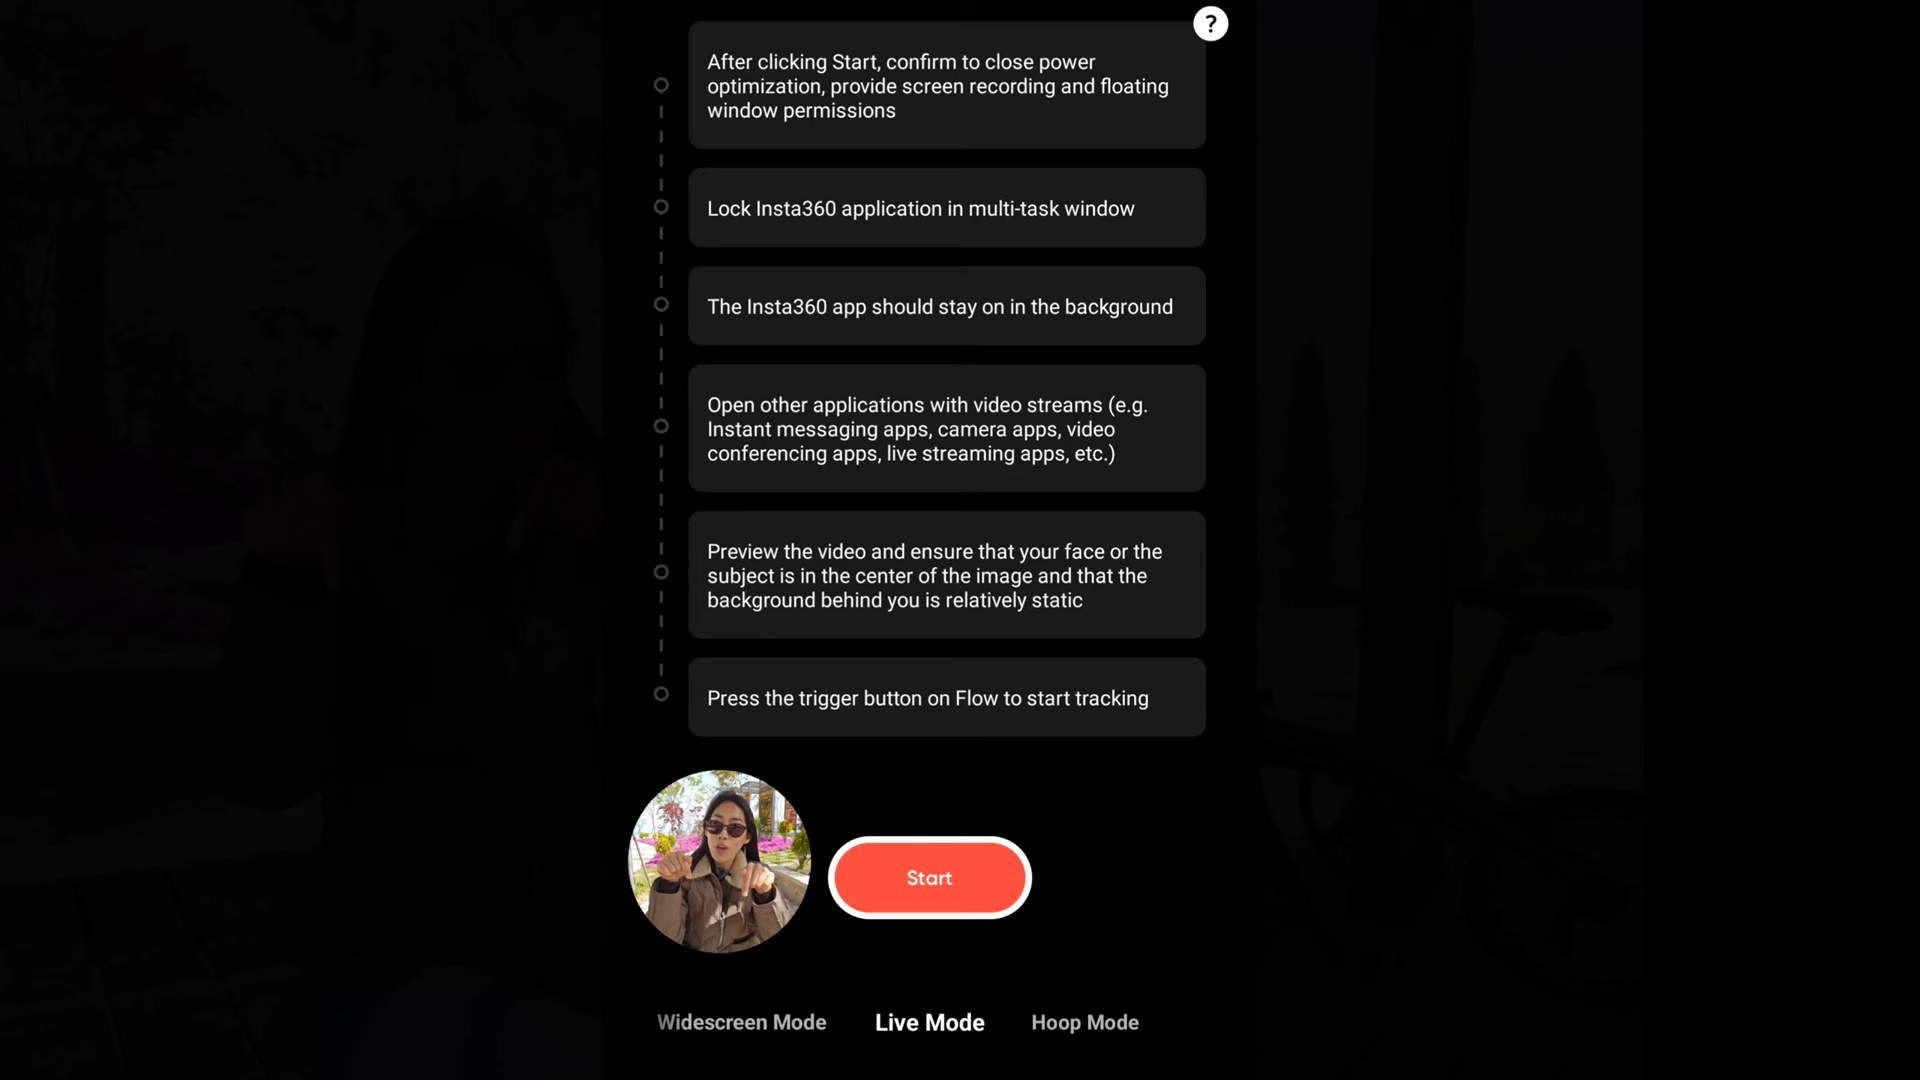 ?
After clicking Start, confirm to close power
optimization, provide screen recording and floating
window permissions
Lock Insta360 application in multi-task window
The Insta360 app should stay on in the background
Open other applications with video streams (e.g.
Instant messaging apps, camera apps, video
conferencing apps, live streaming apps, etc.)
Preview the video and ensure that your face or the
subject is in the center of the image and that the
background behind you is relatively static
Press the trigger button on Flow to start tracking
Start
Widescreen Mode
Live Mode
Hoop Mode